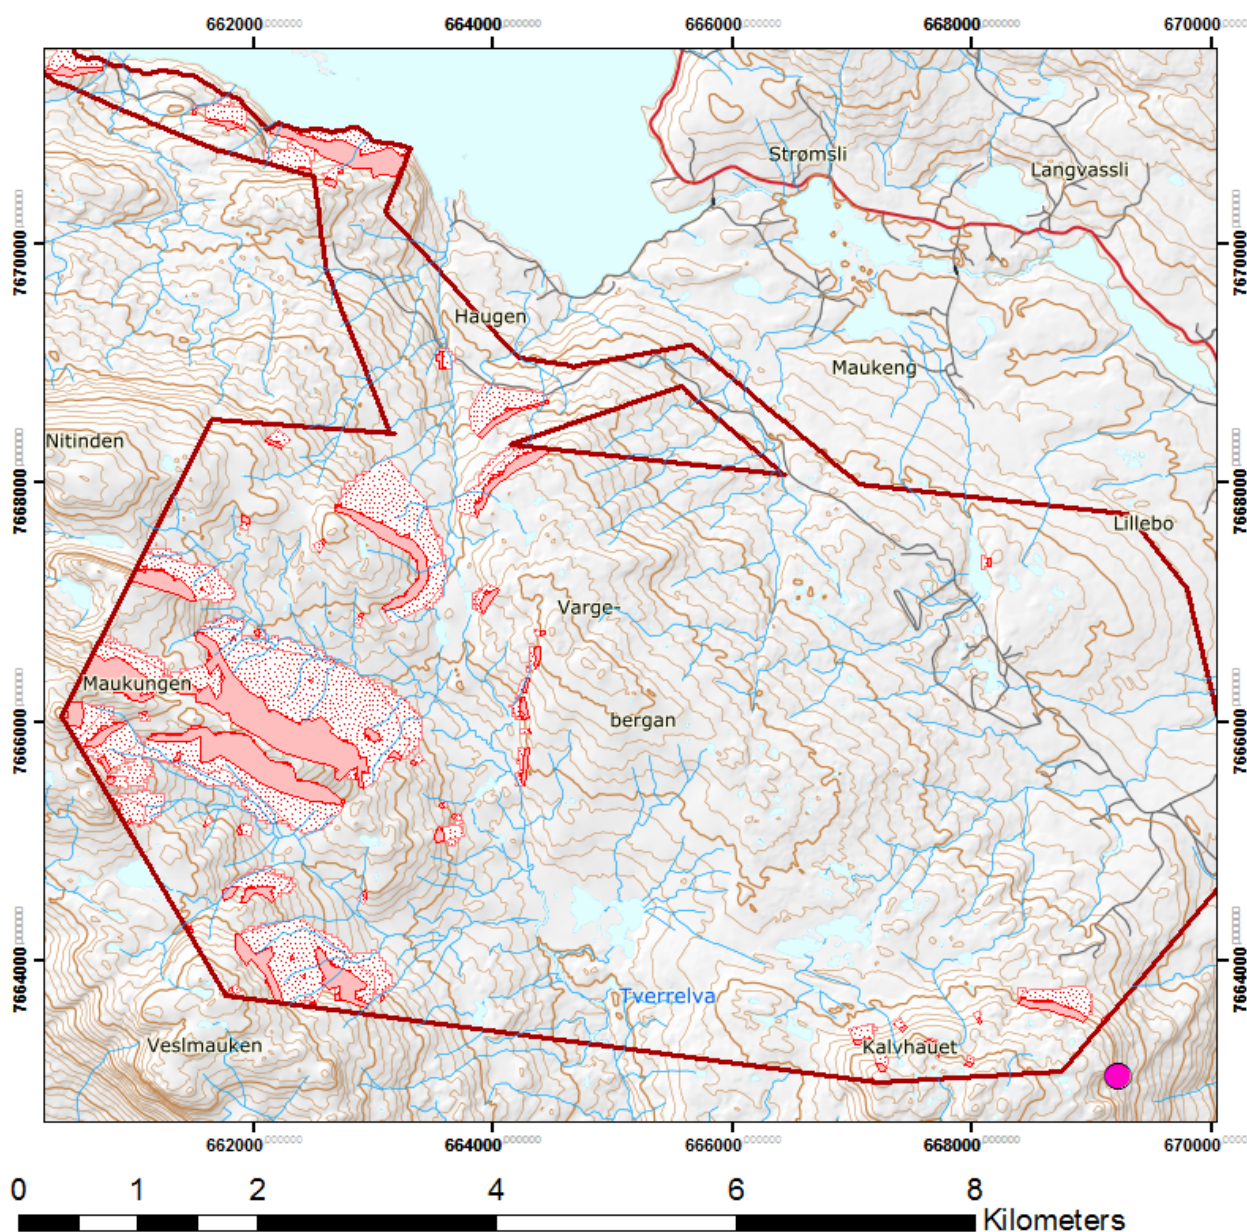 662000 664000 666000 668000 670000
Strømsli
Langvassli
7670000 7670000
Haugen
Maukeng
Nitinden
7668000 7668000
Lillebo
Varge-
Maukungen
bergan
7666000 7666000
Tverrelva
7664000 7664000
Veslmauken
Kalvhauet
662000 664000 666000 668000 670000
0 1 2 4 6 8
Kilometers